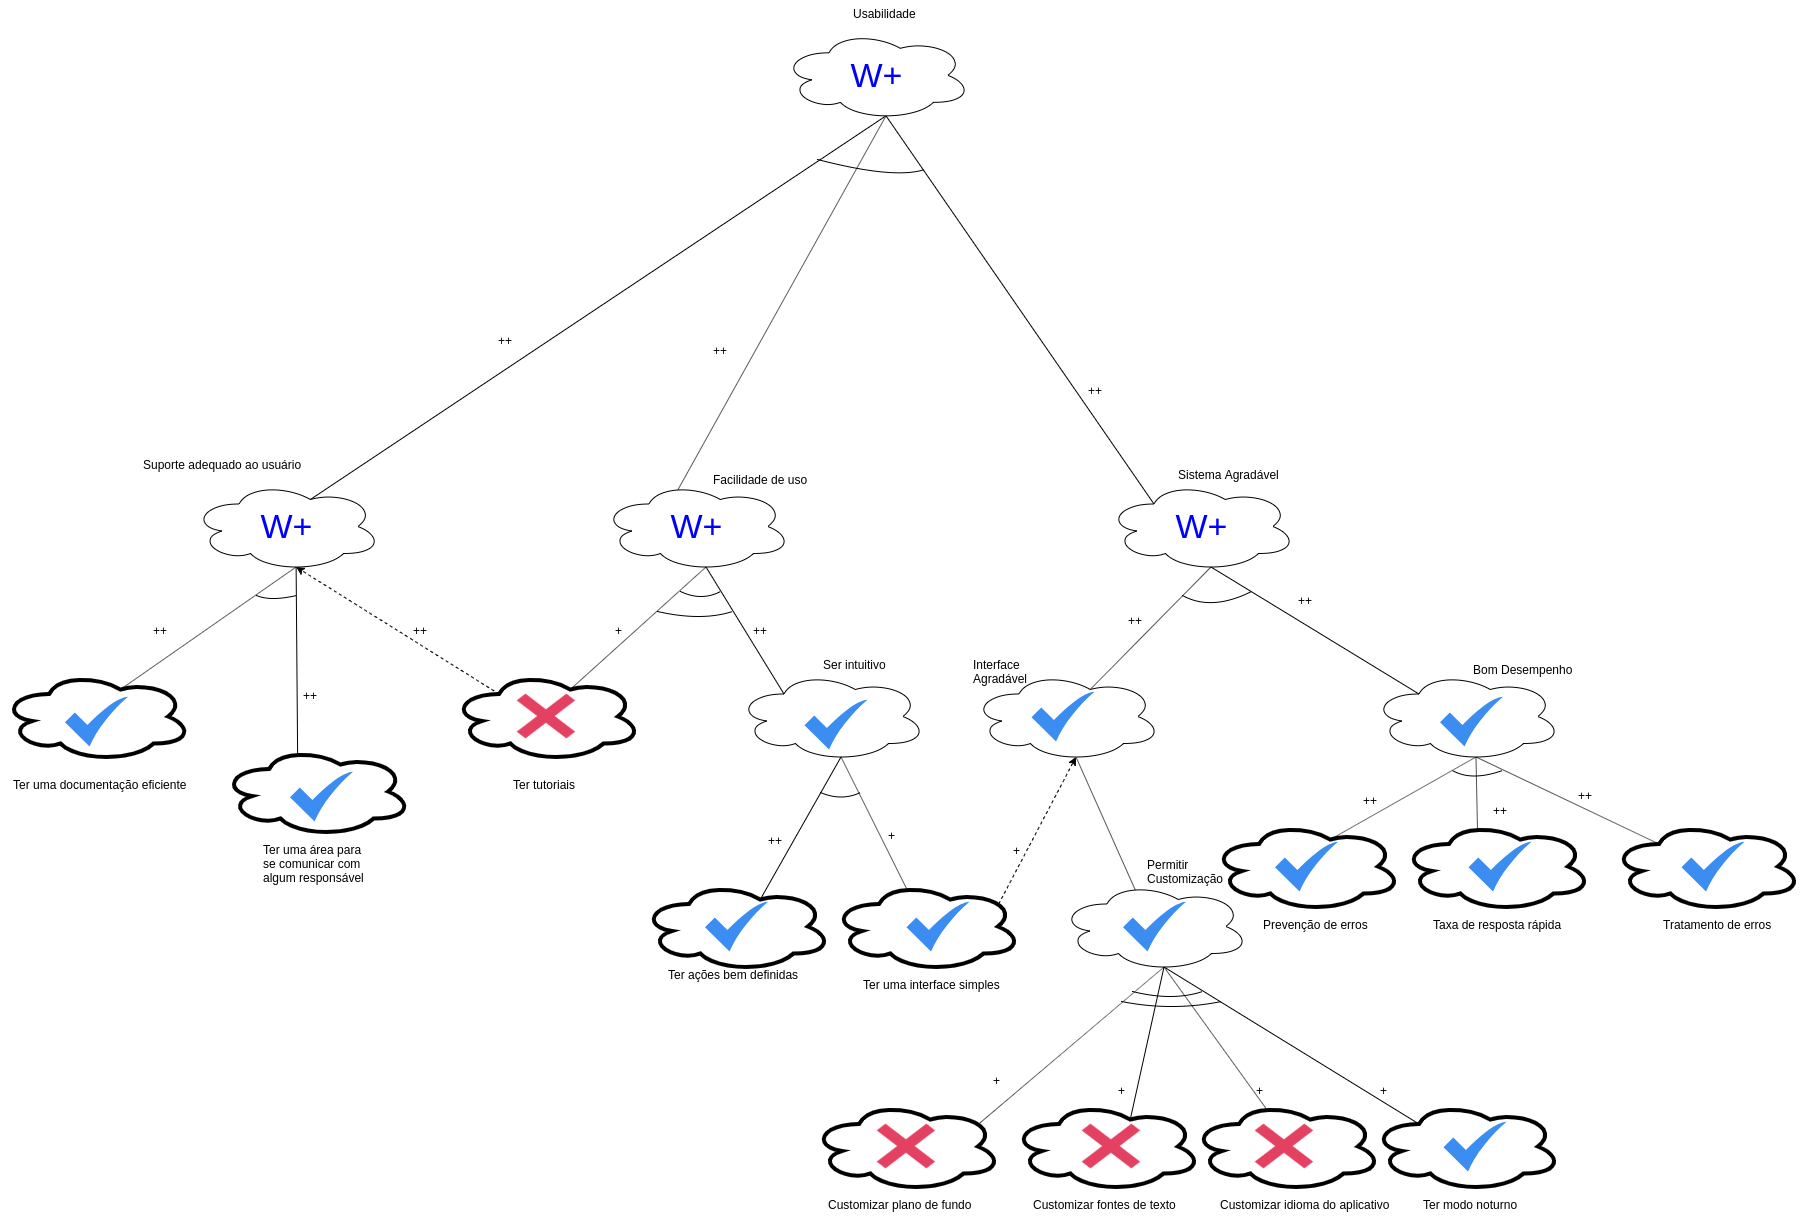 Usabilidade
W+
++
++
++
Suporte adequado ao usuário
Facilidade de uso
Sistema Agradável
W+
W+
W+
++
++
++
+
++
++
++
Ser intuitivo
Interface
Agradável
Bom Desempenho
Ter uma documentação eficiente
Ter uma área para
se comunicar com
algum responsável
Ter tutoriais
++
+
+
++
++
++
Permitir
Customização
Ter ações bem definidas
Ter uma interface simples
Prevenção de erros
Taxa de resposta rápida
Tratamento de erros
+
+
+
+
Customizar plano de fundo
Customizar fontes de texto
Customizar idioma do aplicativo
Ter modo noturno